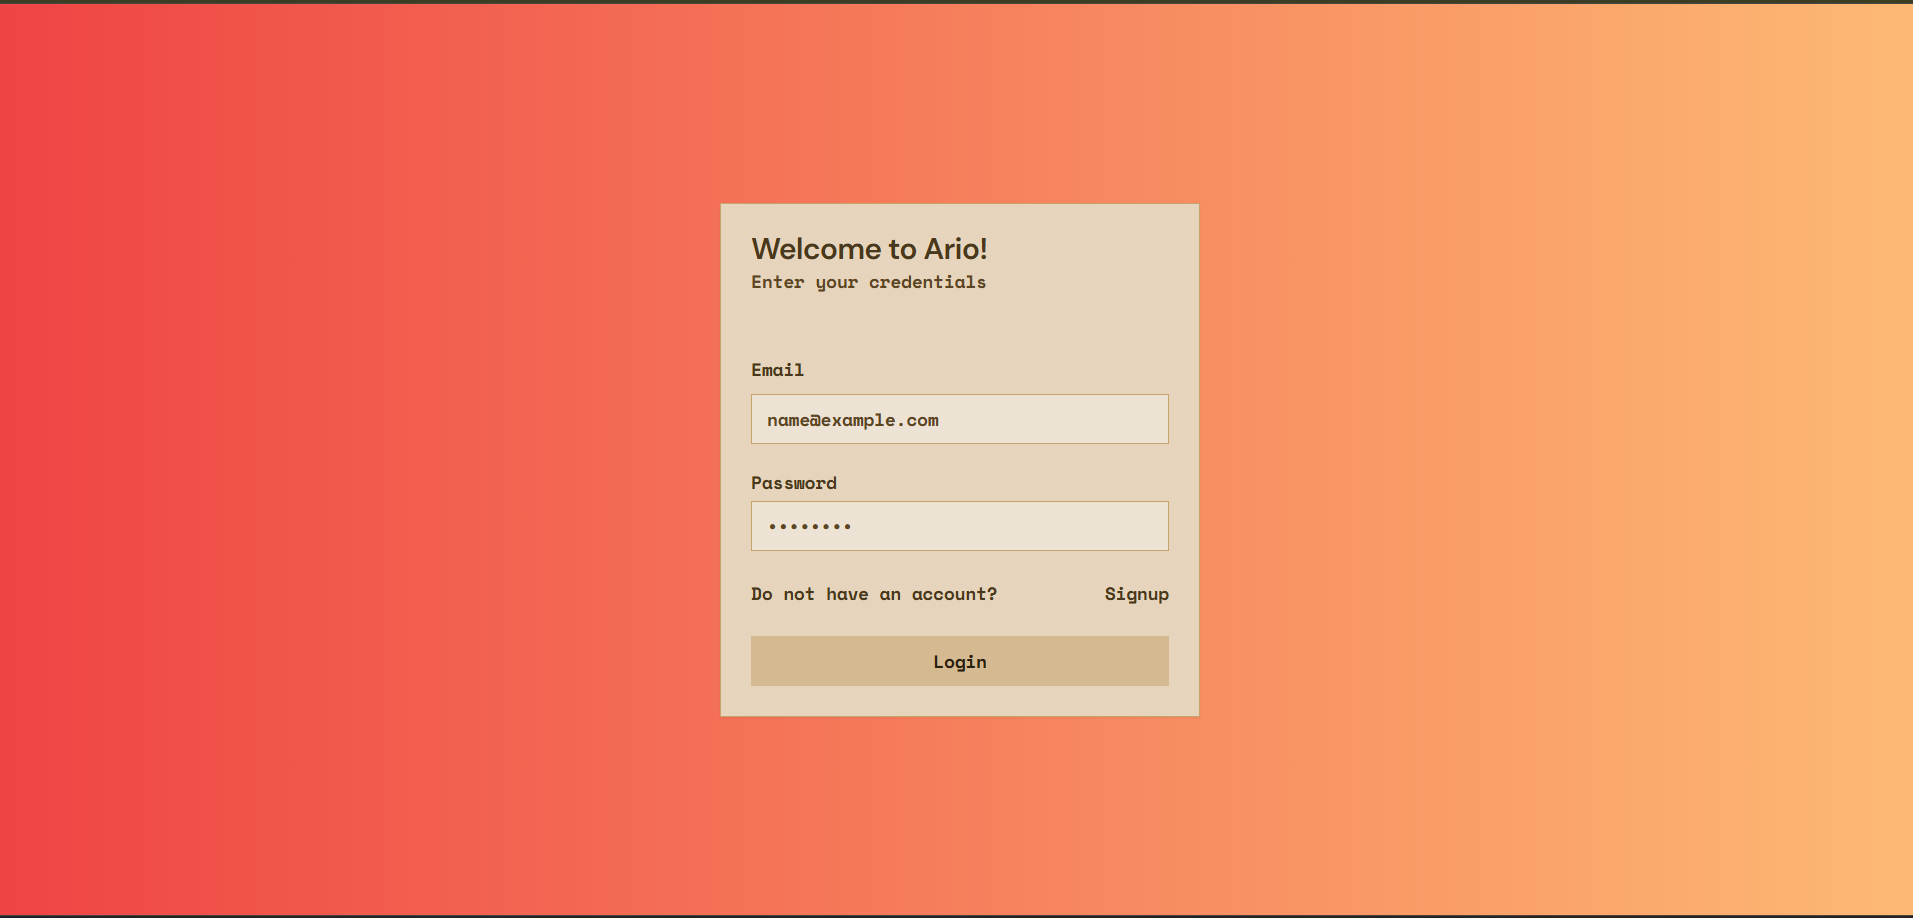 Welcome to Ario!
Enter your credentials
Email
name@example.com
Password
••••••••
Do not have an account? Signup
Login